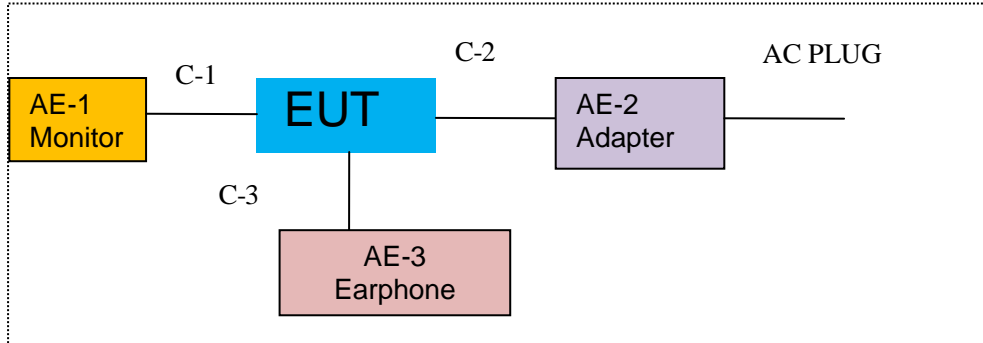 C-1
C-2
AC PLUG
AE-1
Monitor
EUT
AE-2
Adapter
C-3
AE-3
Earphone